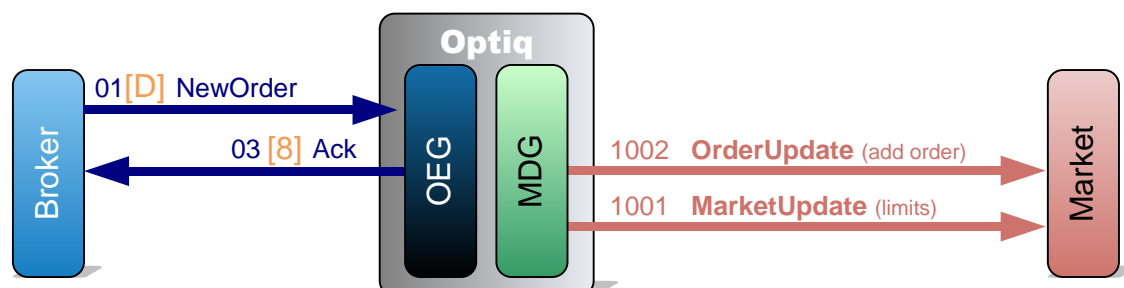 Optiq
01[D] NewOrder
03 [8] Ack
Broker
OEG
MDG
1002 OrderUpdate (add order)
1001 MarketUpdate (limits)
Market